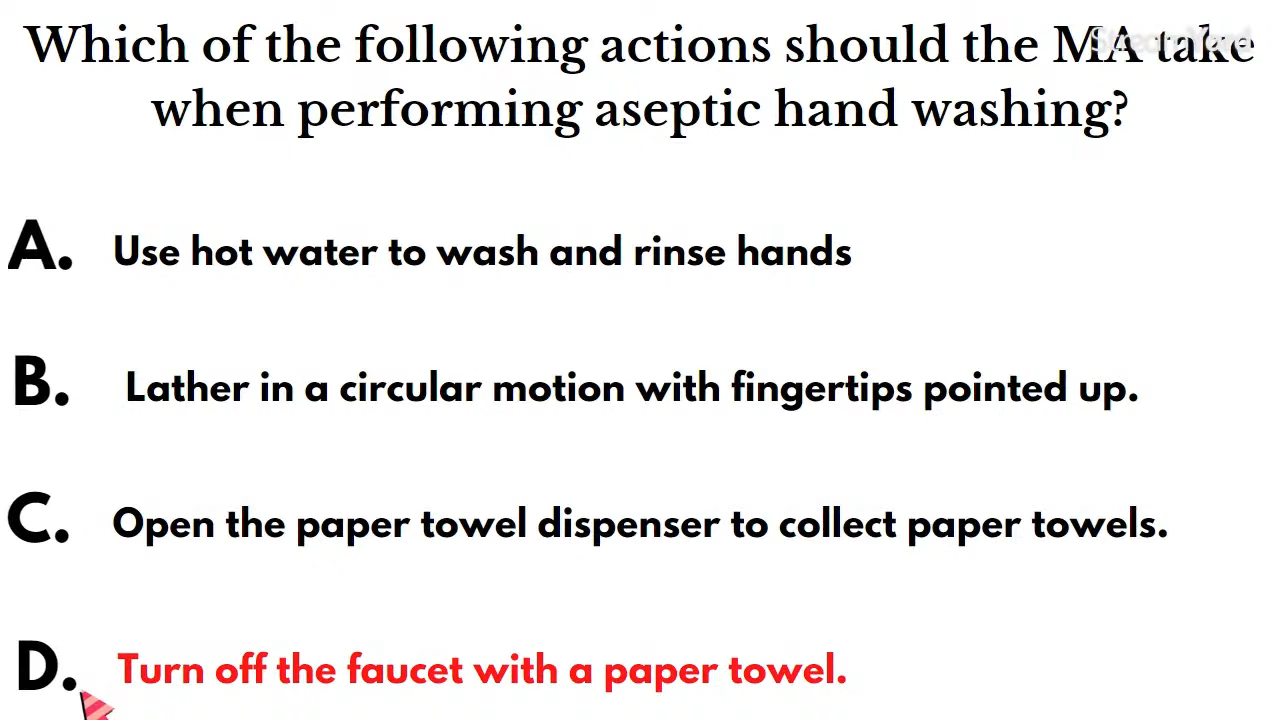 Which of the following actions should the MA take
when performing aseptic hand washing?
A. Use hot water to wash and rinse hands
B. Lather in a circular motion with fingertips pointed up.
C. Open the paper towel dispenser to collect paper towels.
D. Turn off the faucet with a paper towel.
StreamYard